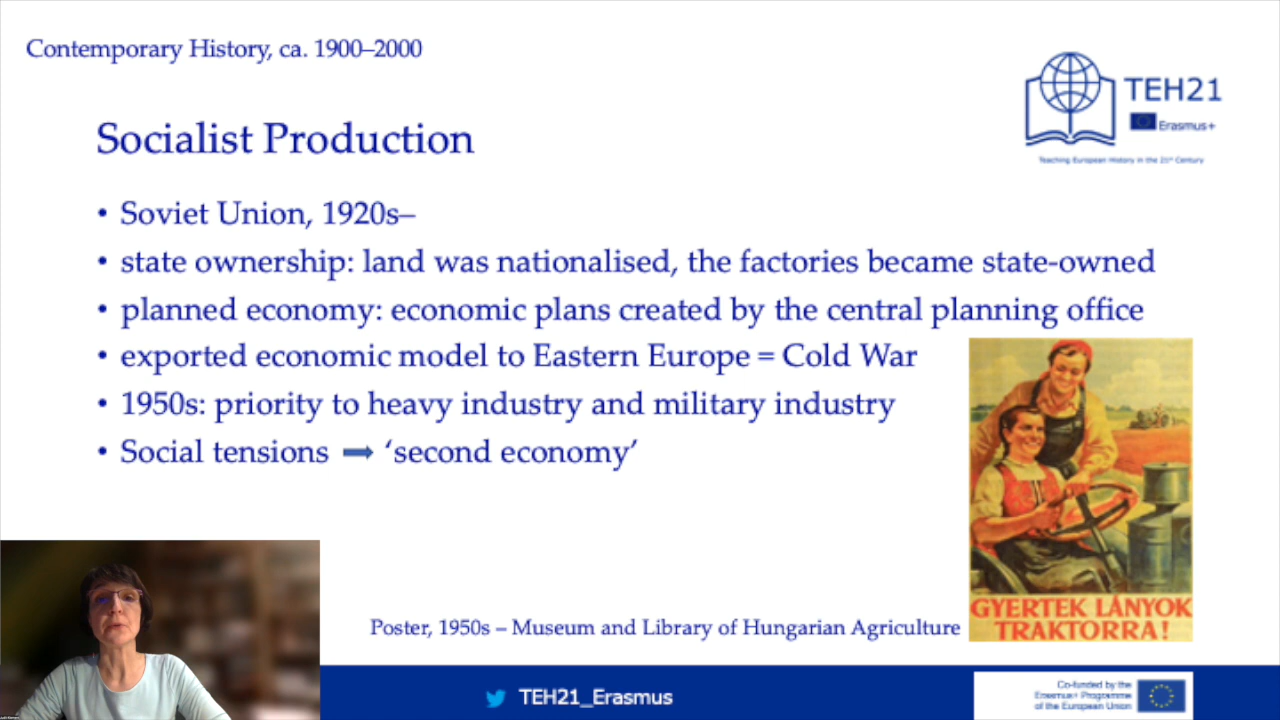 Contemporary History, ca. 1900–2000
TEH21
Erasmus+
Teaching European History in the 21st Century
Socialist Production
• Soviet Union, 1920s–
• state ownership: land was nationalised, the factories became state-owned
• planned economy: economic plans created by the central planning office
• exported economic model to Eastern Europe = Cold War
• 1950s: priority to heavy industry and military industry
• Social tensions ➡ ‘second economy’
GYERTEK LÁNYOK
TRAKTORRA!
Poster, 1950s – Museum and Library of Hungarian Agriculture
TEH21_Erasmus
Co-funded by the
Erasmus+ Programme
of the European Union